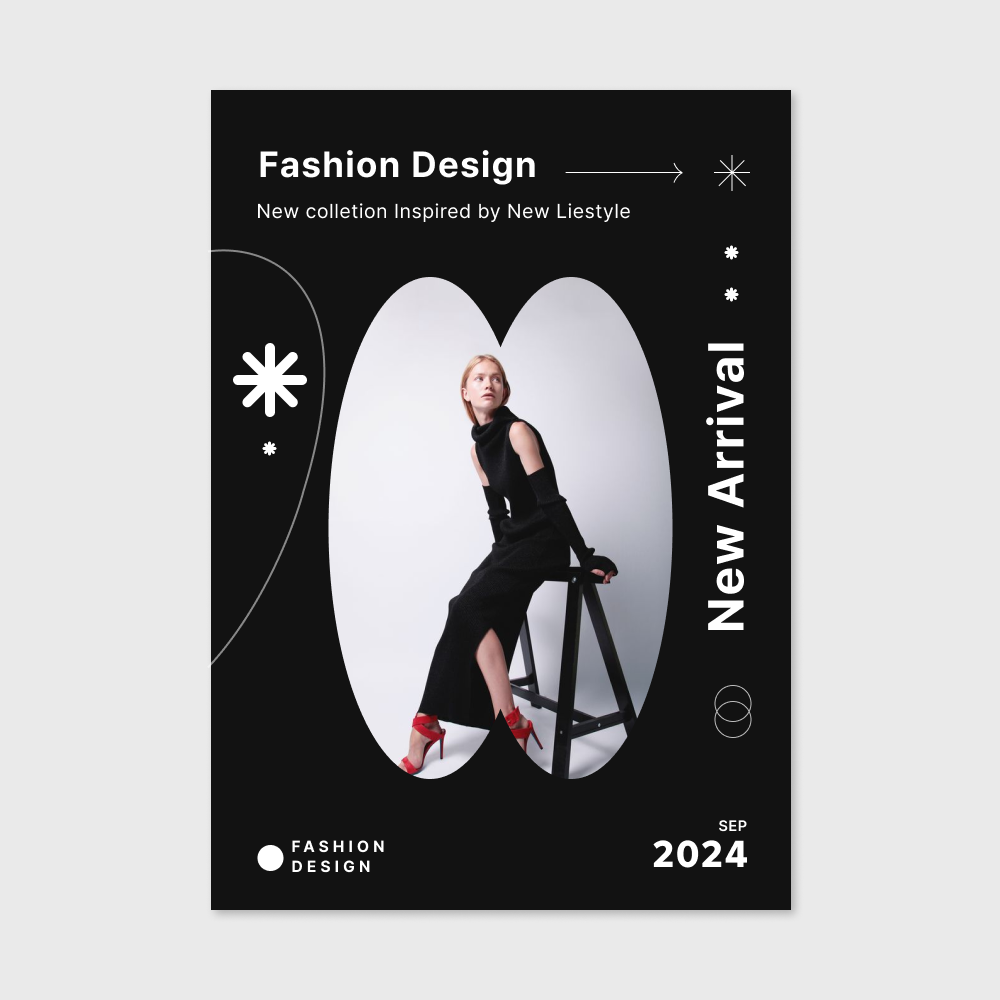 Fashion Design
New colletion Inspired by New Liestyle
New Arrival
FASHION
DESIGN
SEP
2024